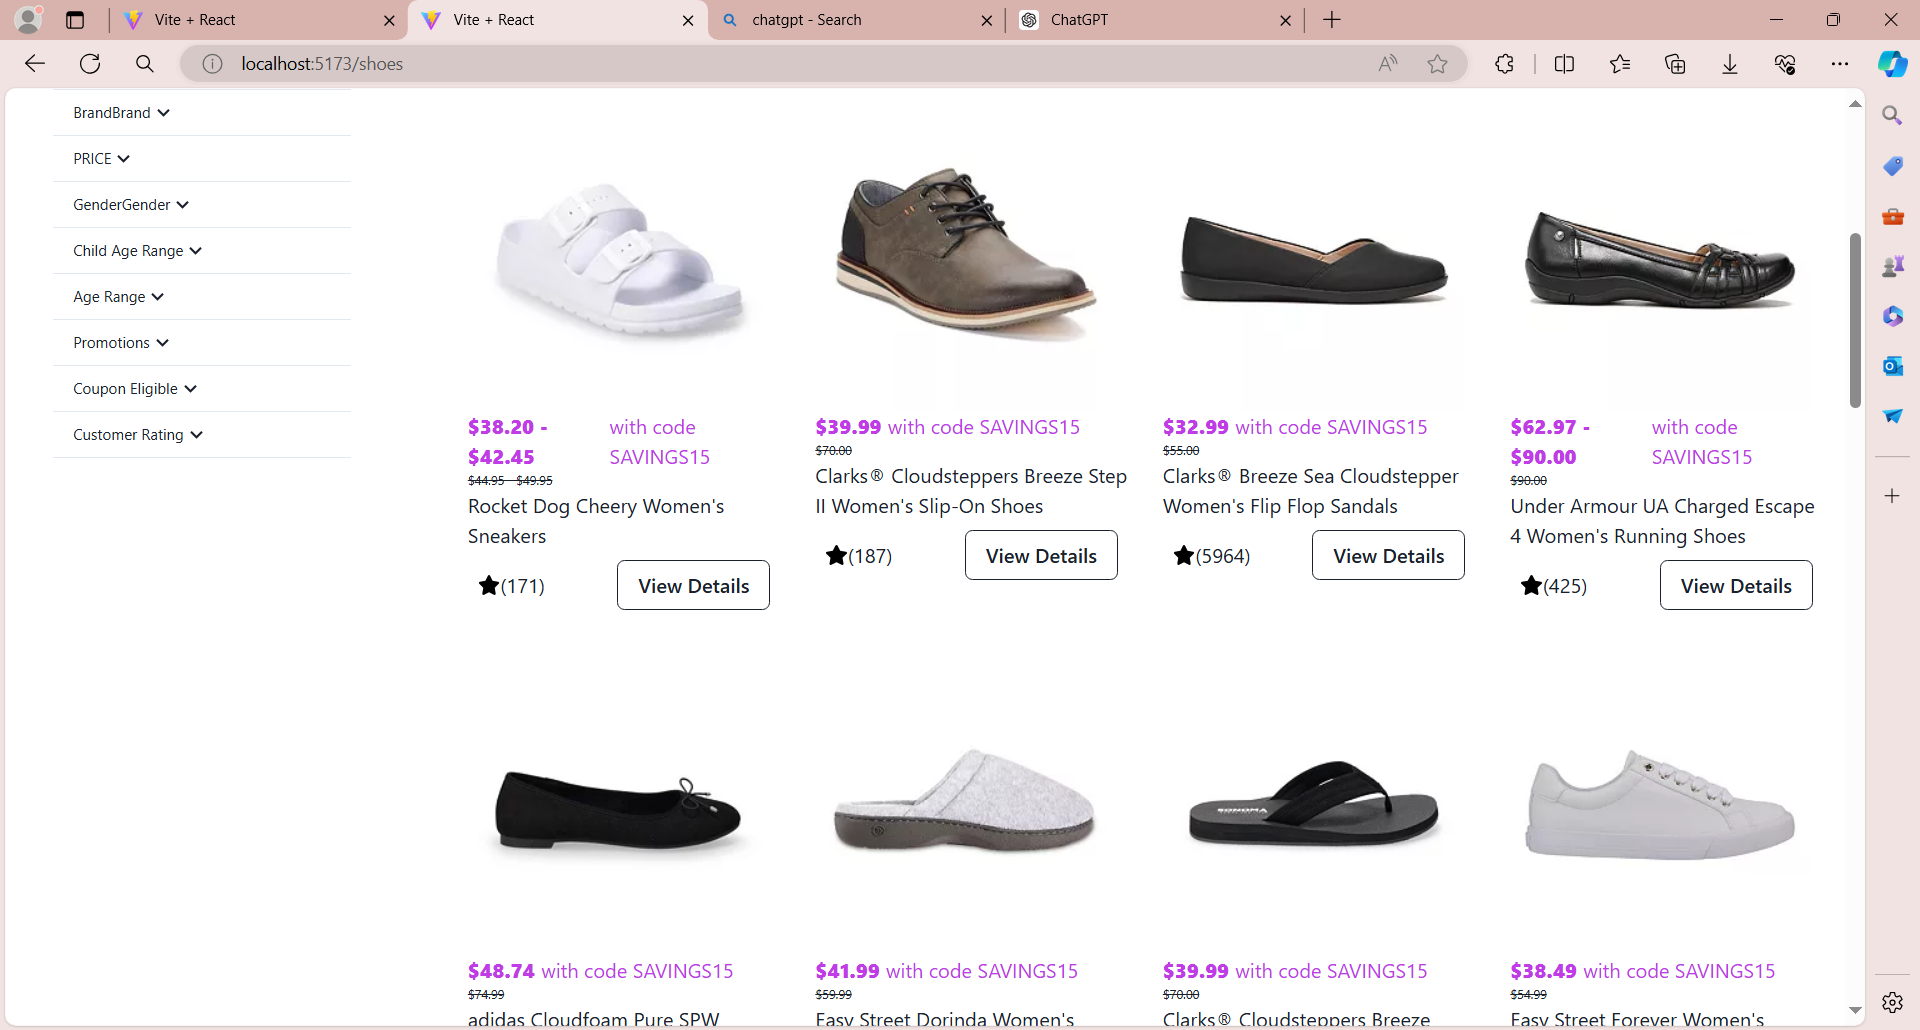 Vite + React
Vite + React
chatgpt - Search
ChatGPT
localhost:5173/shoes
BrandBrand
PRICE
GenderGender
Child Age Range
Age Range
Promotions
Coupon Eligible
Customer Rating
$38.20 - with code
$42.45 SAVINGS15
$44.95 - $49.95
Rocket Dog Cheery Women's
Sneakers
(171) View Details
$39.99 with code SAVINGS15
$70.00
Clarks® Cloudsteppers Breeze Step
II Women's Slip-On Shoes
(187) View Details
$32.99 with code SAVINGS15
$55.00
Clarks® Breeze Sea Cloudstepper
Women's Flip Flop Sandals
(5964) View Details
$62.97 - with code
$90.00 SAVINGS15
$90.00
Under Armour UA Charged Escape
4 Women's Running Shoes
(425) View Details
SONOMA
$48.74 with code SAVINGS15
$74.99
adidas Cloudfoam Pure SPW
$41.99 with code SAVINGS15
$59.99
Easy Street Dorinda Women's
$39.99 with code SAVINGS15
$70.00
Clarks® Cloudsteppers Breeze
$38.49 with code SAVINGS15
$54.99
Easy Street Forever Women's